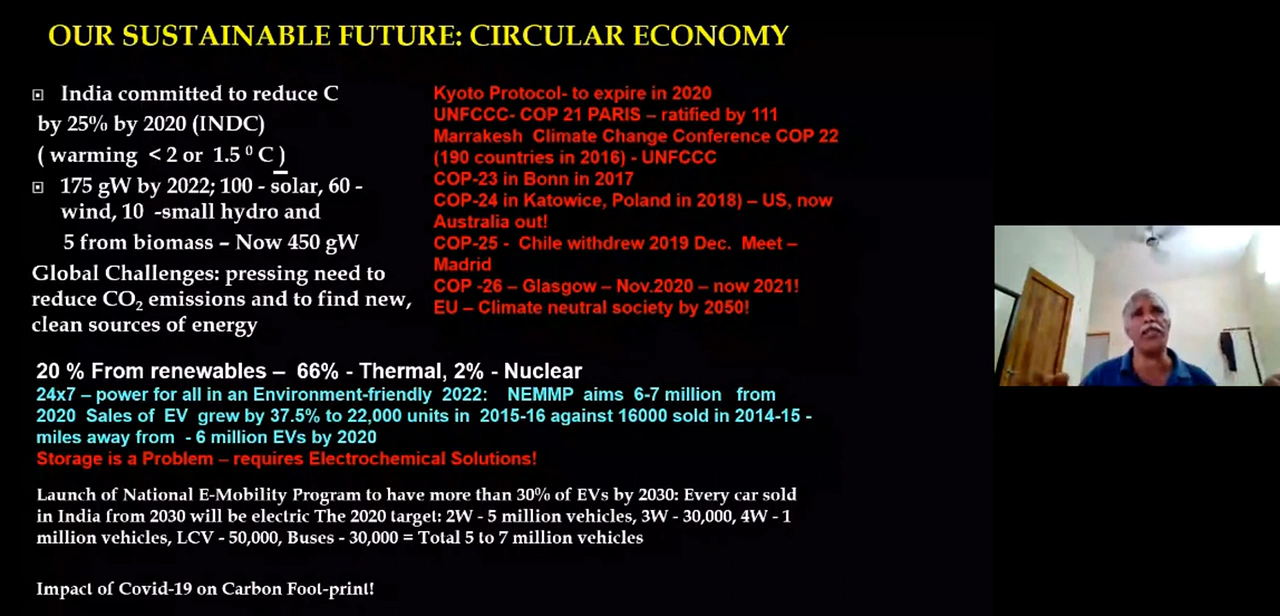 OUR SUSTAINABLE FUTURE: CIRCULAR ECONOMY
India committed to reduce C
by 25% by 2020 (INDC)
( warming < 2 or 1.5 ⁰ C )
175 gW by 2022; 100 - solar, 60 -
wind, 10 -small hydro and
5 from biomass – Now 450 gW
Global Challenges: pressing need to
reduce CO₂ emissions and to find new,
clean sources of energy
Kyoto Protocol- to expire in 2020
UNFCCC- COP 21 PARIS – ratified by 111
Marrakesh Climate Change Conference COP 22
(190 countries in 2016) - UNFCCC
COP-23 in Bonn in 2017
COP-24 in Katowice, Poland in 2018) – US, now
Australia out!
COP-25 - Chile withdrew 2019 Dec. Meet –
Madrid
COP -26 – Glasgow – Nov.2020 – now 2021!
EU – Climate neutral society by 2050!
20 % From renewables – 66% - Thermal, 2% - Nuclear
24x7 – power for all in an Environment-friendly 2022: NEMMP aims 6-7 million from
2020 Sales of EV grew by 37.5% to 22,000 units in 2015-16 against 16000 sold in 2014-15 -
miles away from - 6 million EVs by 2020
Storage is a Problem – requires Electrochemical Solutions!
Launch of National E-Mobility Program to have more than 30% of EVs by 2030: Every car sold
in India from 2030 will be electric The 2020 target: 2W - 5 million vehicles, 3W - 30,000, 4W - 1
million vehicles, LCV - 50,000, Buses - 30,000 = Total 5 to 7 million vehicles
Impact of Covid-19 on Carbon Foot-print!